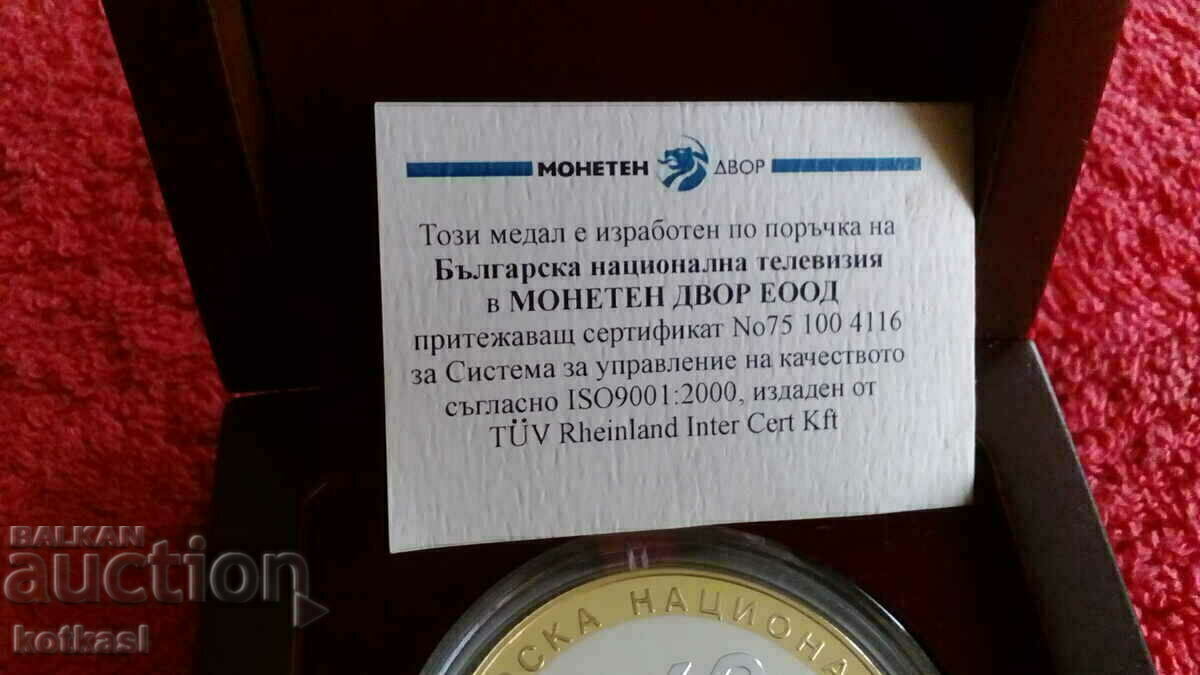 МОНЕТЕН ДВОР
Този медал е изработен по поръчка на
Българска национална телевизия
в МОНЕТЕН ДВОР ЕООД
притежаващ сертификат No75 100 4116
за Система за управление на качеството
съгласно ISO9001:2000, издаден от
TÜV Rheinland Inter Cert Kft
СКА НАЦИОНА
BALKAN
auction
kotkasl